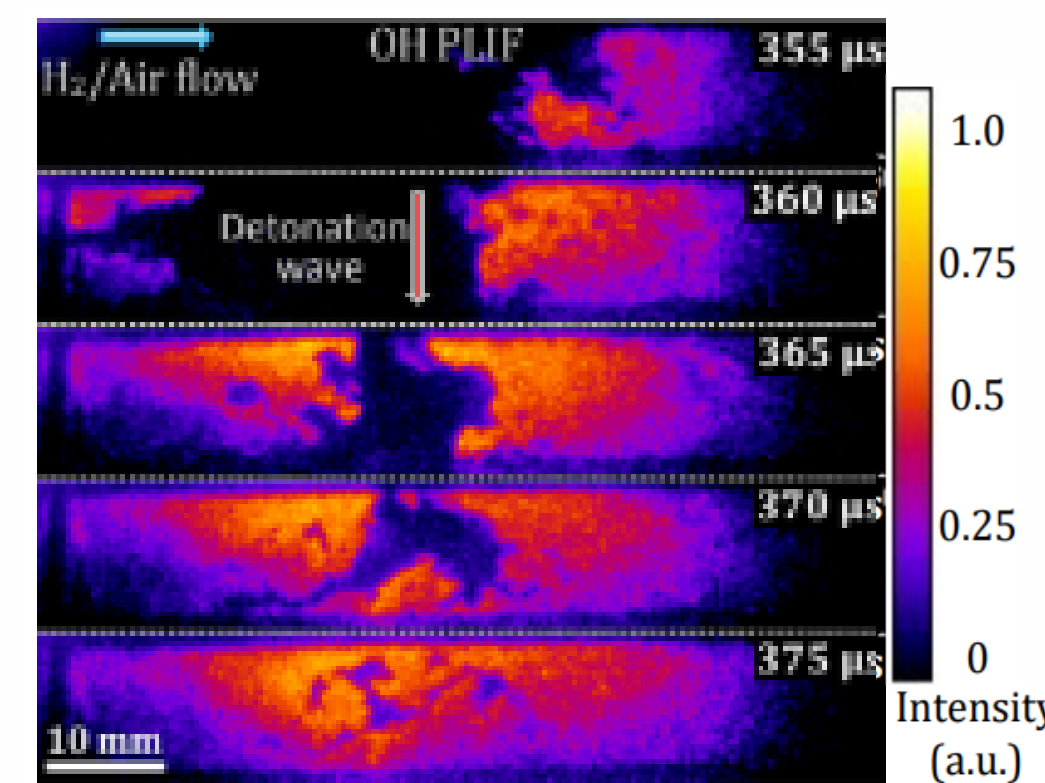 OH PLIF
355 µs
H₂/Air flow
360 µs
Detonation
wave
365 µs
370 µs
375 µs
10 mm
1.0
0.75
0.5
0.25
0
Intensity
(a.u.)